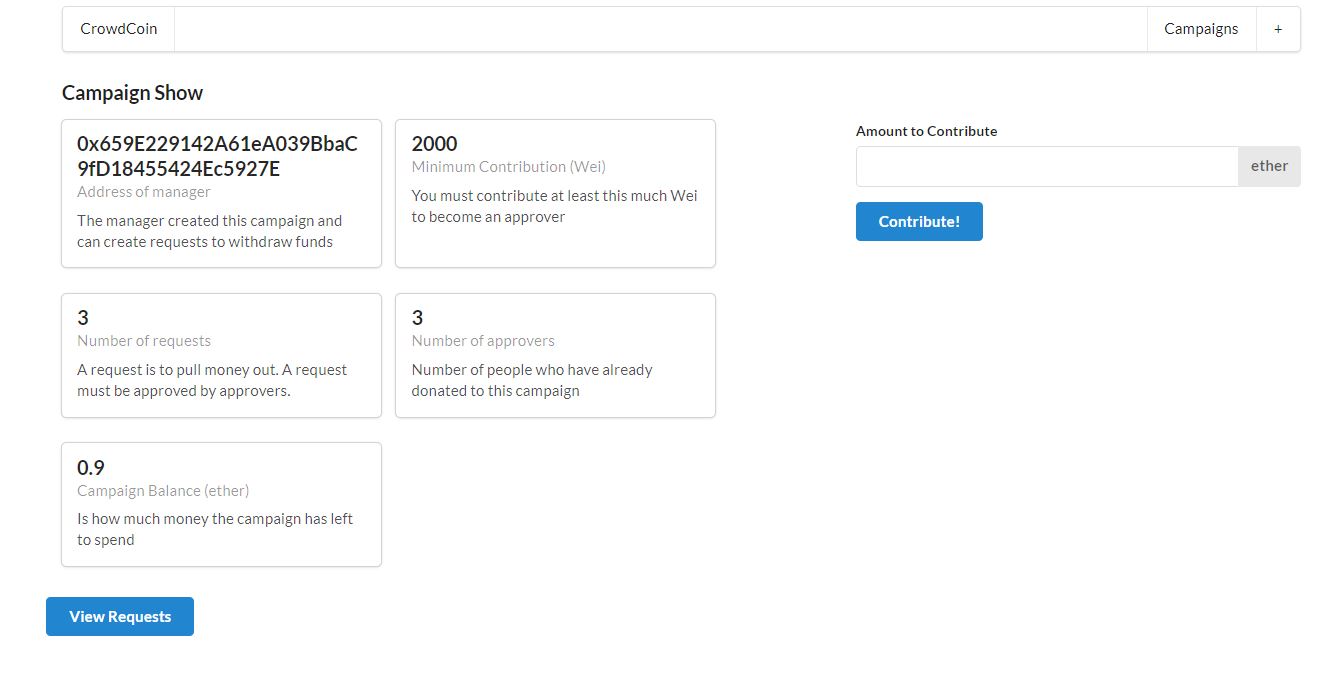 CrowdCoin
Campaigns
+
Campaign Show
0x659E229142A61eA039BbaC
9fD18455424Ec5927E
Address of manager
The manager created this campaign and
can create requests to withdraw funds
2000
Minimum Contribution (Wei)
You must contribute at least this much Wei
to become an approver
3
Number of requests
A request is to pull money out. A request
must be approved by approvers.
3
Number of approvers
Number of people who have already
donated to this campaign
0.9
Campaign Balance (ether)
Is how much money the campaign has left
to spend
View Requests
Amount to Contribute
ether
Contribute!